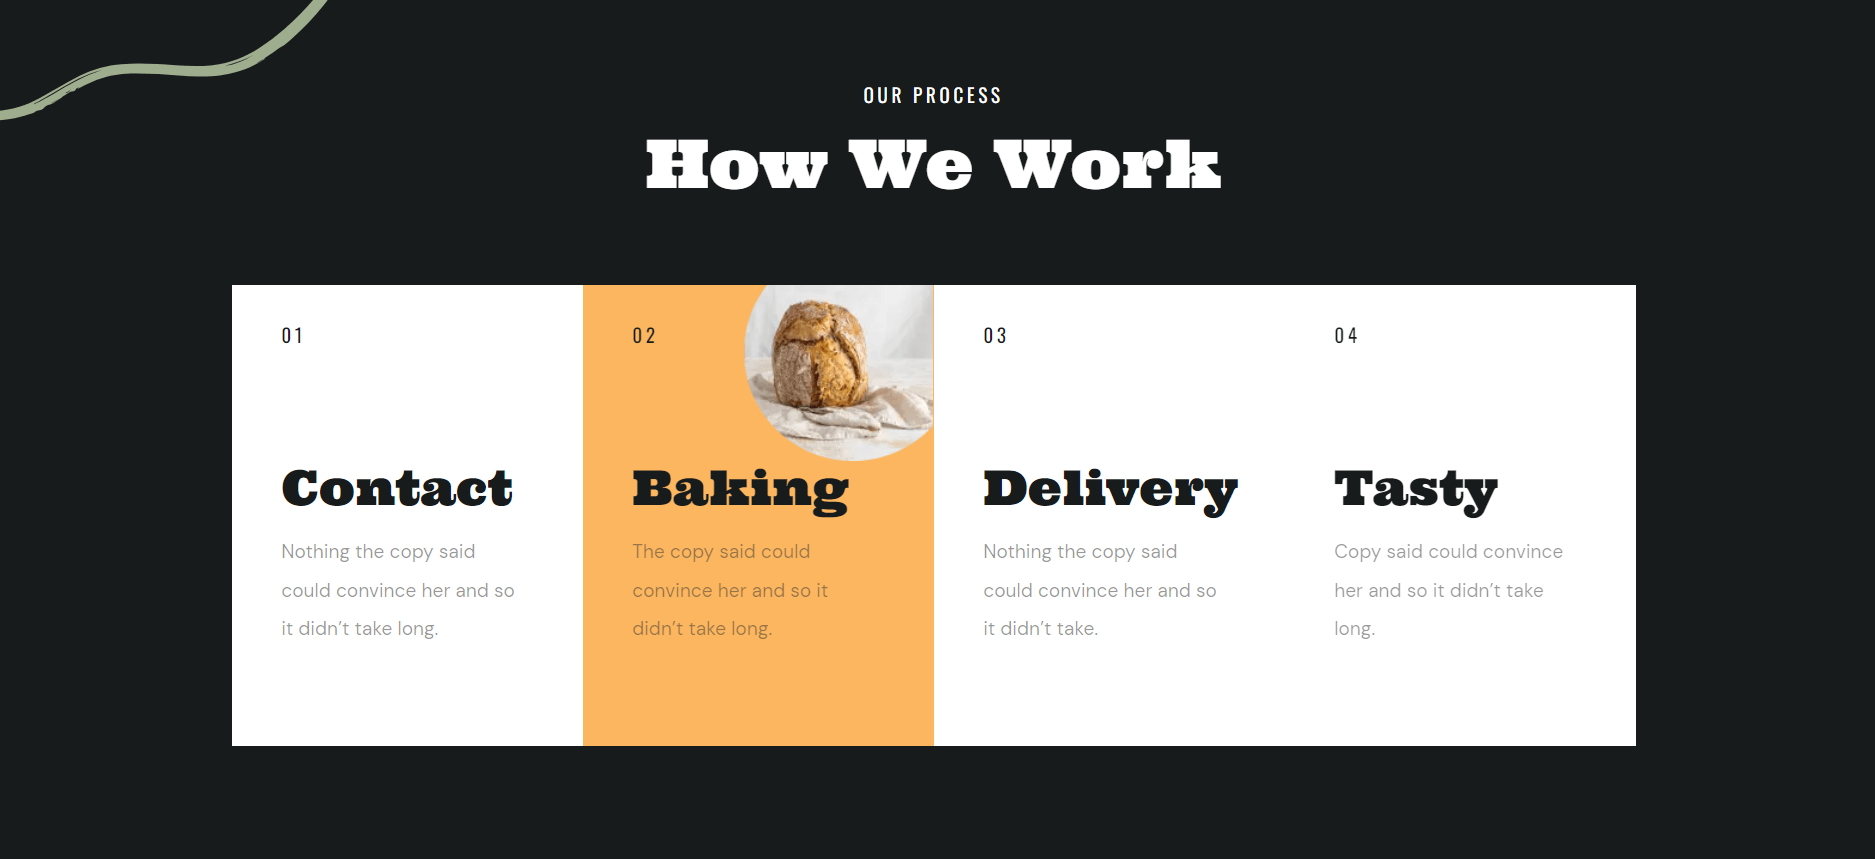 OUR PROCESS
How We Work
01
Contact
Nothing the copy said
could convince her and so
it didn’t take long.
02
Baking
The copy said could
convince her and so it
didn’t take long.
03
Delivery
Nothing the copy said
could convince her and so
it didn’t take.
04
Tasty
Copy said could convince
her and so it didn’t take
long.